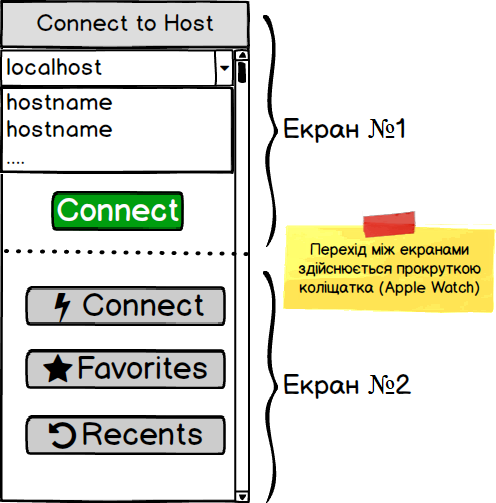 Connect to Host
localhost
hostname
hostname
....
Connect
Екран №1
Перехід між екранами
здійснюється прокруткою
коліщатка (Apple Watch)
Connect
Favorites
Recents
Екран №2